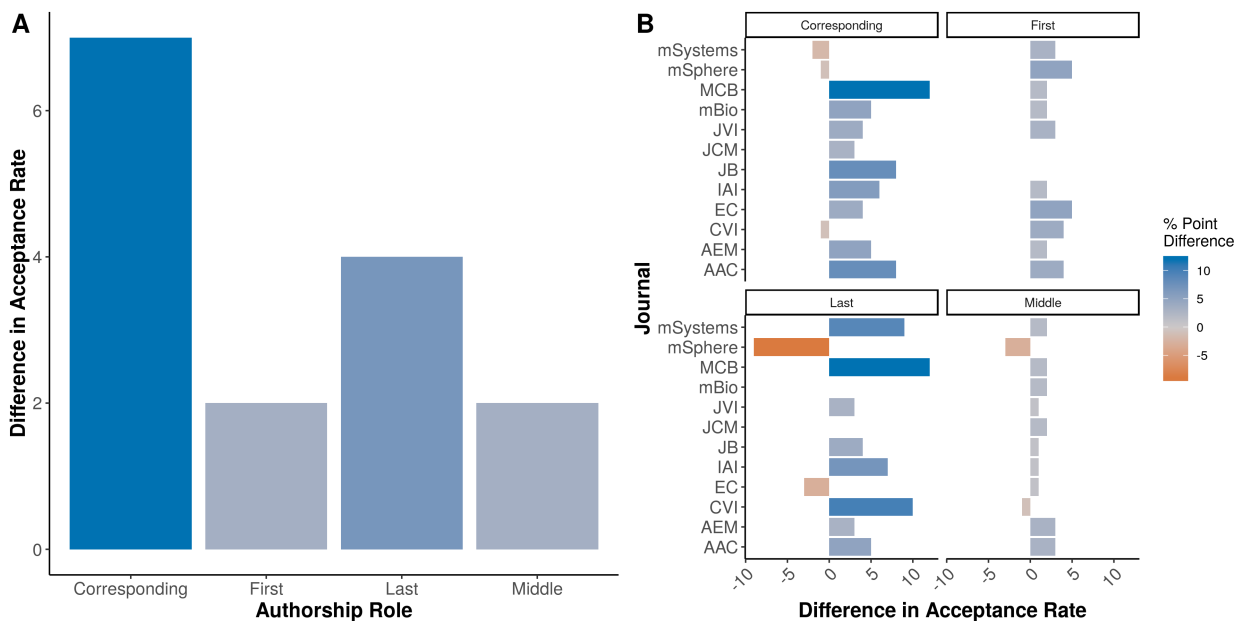 A
Difference in Acceptance Rate
6
4
2
0
Corresponding First Last Middle
Authorship Role
B
Journal
Corresponding First
mSystems
mSphere
MCB
mBio
JVI
JCM
JB
IAI
EC
CVI
AEM
AAC
Last Middle
mSystems
mSphere
MCB
mBio
JVI
JCM
JB
IAI
EC
CVI
AEM
AAC
-10 -5 0 5 10 -10 -5 0 5 10
Difference in Acceptance Rate
% Point
Difference
10
5
0
-5